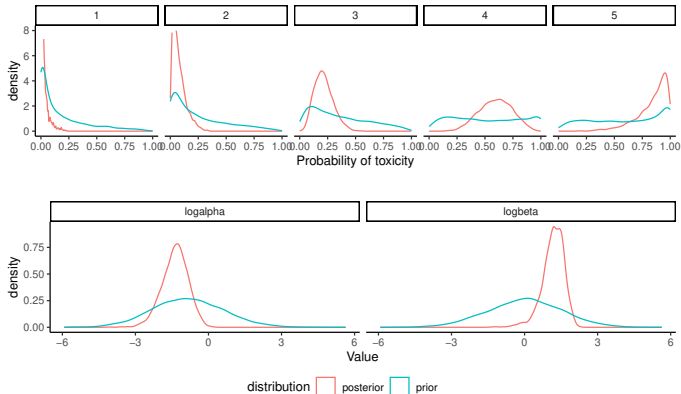 1 2 3 4 5
8
6
4
2
0
density
0.00 0.25 0.50 0.75 1.00 0.00 0.25 0.50 0.75 1.00 0.00 0.25 0.50 0.75 1.00 0.00 0.25 0.50 0.75 1.00 0.00 0.25 0.50 0.75 1.00
Probability of toxicity
logalpha logbeta
0.75
0.50
0.25
0.00
density
−6 −3 0 3 6 −6 −3 0 3 6
Value
distribution posterior prior